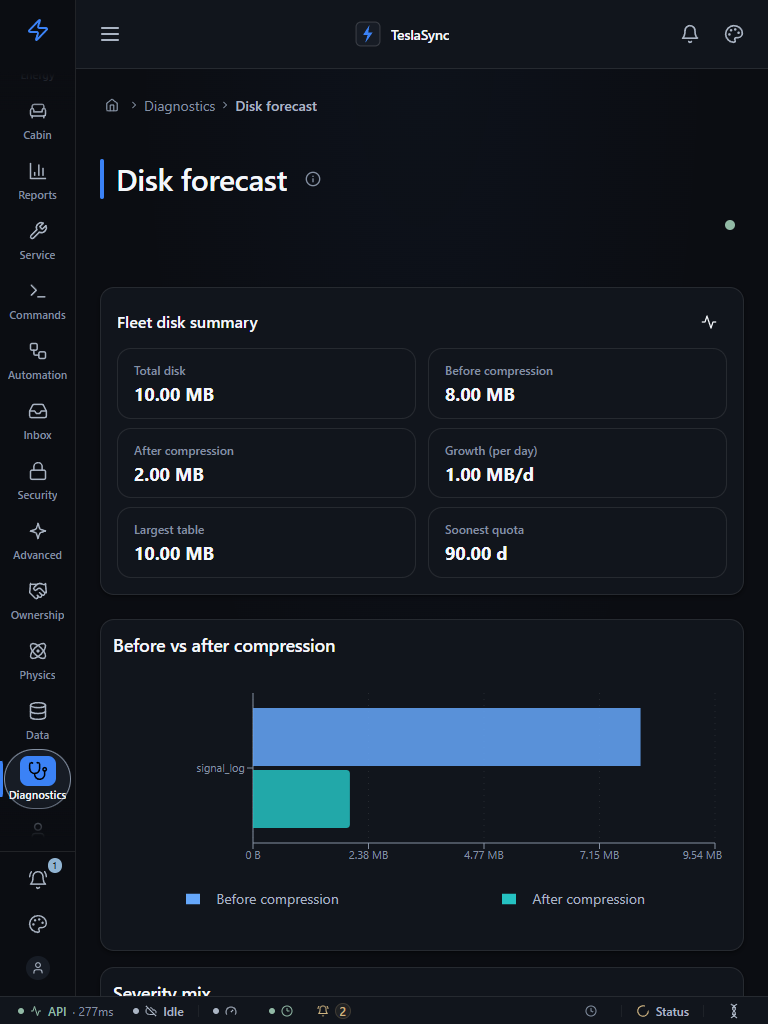 TeslaSync
Energy
Cabin
Reports
Service
Commands
Automation
Inbox
Security
Advanced
Ownership
Physics
Data
Diagnostics
1
Diagnostics
Disk forecast
Disk forecast
Fleet disk summary
Total disk
10.00 MB
Before compression
8.00 MB
After compression
2.00 MB
Growth (per day)
1.00 MB/d
Largest table
10.00 MB
Soonest quota
90.00 d
Before vs after compression
signal_log
0 B
2.38 MB
4.77 MB
7.15 MB
9.54 MB
Before compression
After compression
Severity mix
API · 277ms
Idle
2
Status